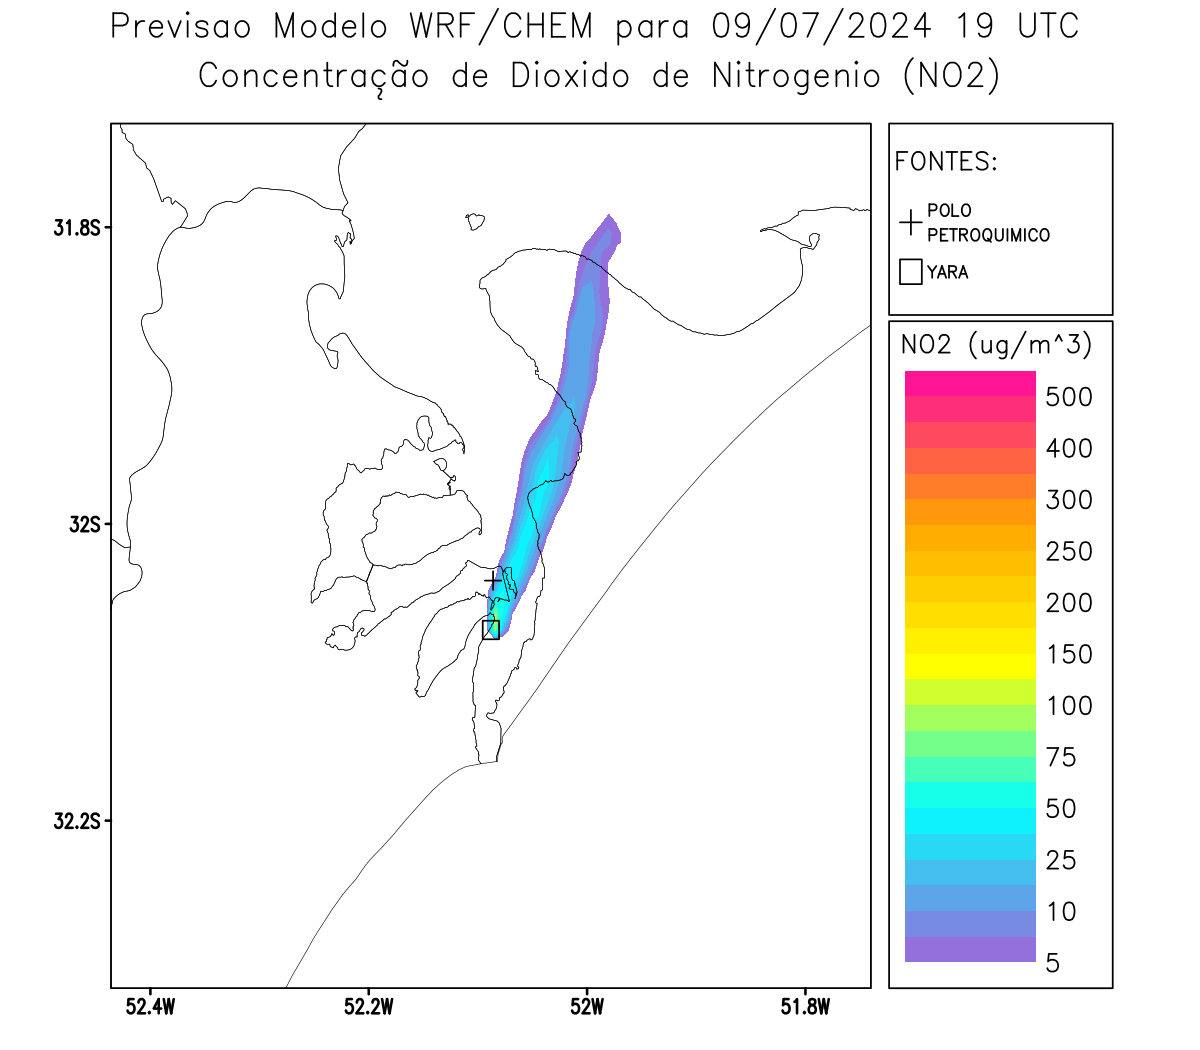 Previsao Modelo WRF/CHEM para 09/07/2024 19 UTC
Concentração de Dioxido de Nitrogenio (NO2)
FONTES:
POLO
PETROQUIMICO
YARA
31.8S
32S
32.2S
52.4W
52.2W
52W
51.8W
NO2 (ug/m^3)
500
400
300
250
200
150
100
75
50
25
10
5